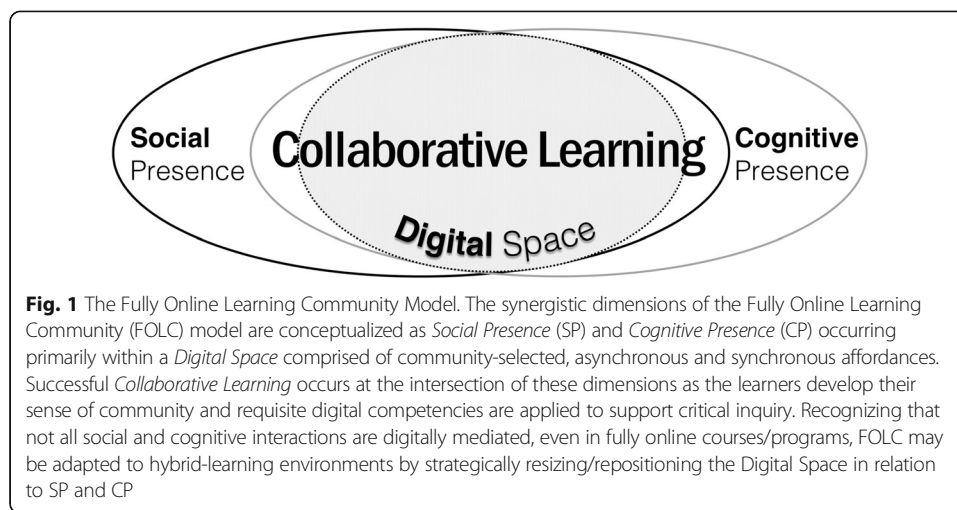 Social
Presence
Collaborative Learning
Cognitive
Presence
Digital Space
Fig. 1 The Fully Online Learning Community Model. The synergistic dimensions of the Fully Online Learning
Community (FOLC) model are conceptualized as Social Presence (SP) and Cognitive Presence (CP) occurring
primarily within a Digital Space comprised of community-selected, asynchronous and synchronous affordances.
Successful Collaborative Learning occurs at the intersection of these dimensions as the learners develop their
sense of community and requisite digital competencies are applied to support critical inquiry. Recognizing that
not all social and cognitive interactions are digitally mediated, even in fully online courses/programs, FOLC may
be adapted to hybrid-learning environments by strategically resizing/repositioning the Digital Space in relation
to SP and CP